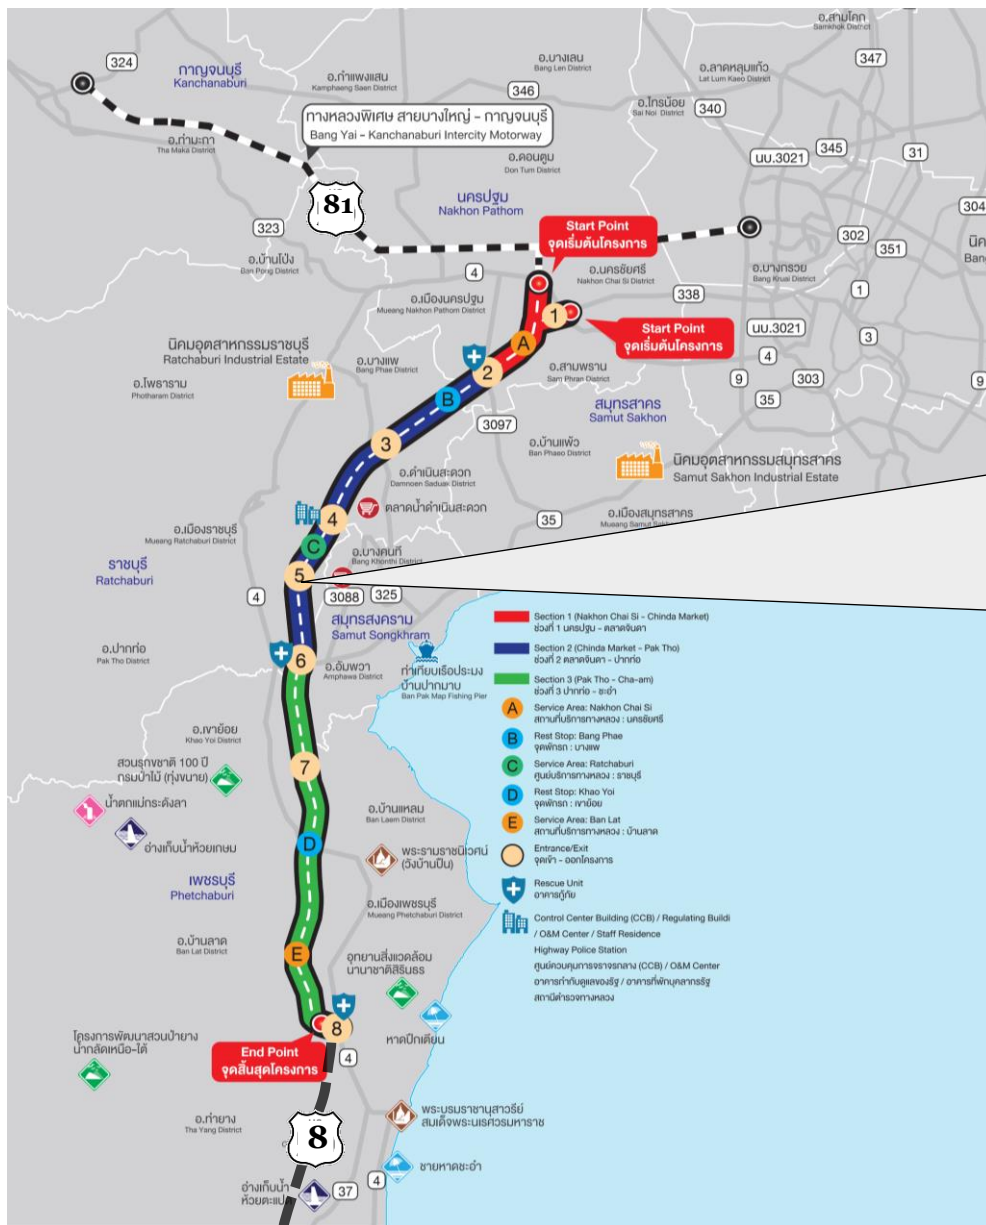 อ.สามโคก
Samkhok District
324
347
กาญจนบุรี
Kanchanaburi
อ.กำแพงแสน
Kamphaeng Saen District
อ.บางเลน
Bang Len District
อ.ลาดหลุมแก้ว
Lat Lum Kaeo District
346
อ.ไทรน้อย
Sai Noi District
340
ทางหลวงพิเศษ สายบางใหญ่ - กาญจนบุรี
Bang Yai - Kanchanaburi Intercity Motorway
อ.ท่ามะกา
Tha Maka District
อ.ดอนตูม
Don Tum District
นบ.3021
345
31
81
นครปฐม
Nakhon Pathom
304
323
Start Point
จุดเริ่มต้นโครงการ
302
351
อ.บ้านโป่ง
Ban Pong District
4
อ.นครชัยศรี
Nakhon Chai Si District
อ.บางกรวย
Bang Kruai District
อ.เมืองนครปฐม
Mueang Nakhon Pathom District
338
1
1
Start Point
จุดเริ่มต้นโครงการ
นบ.3021
3
นิคมอุตสาหกรรมราชบุรี
Ratchaburi Industrial Estate
A
อ.บางแพ
Bang Phae District
2
อ.สามพราน
Sam Phran District
4
9
303
9
อ.โพธาราม
Photharam District
B
สมุทรสาคร
Samut Sakhon
35
3097
3
อ.บ้านแพ้ว
Ban Phaeo District
นิคมอุตสาหกรรมสมุทรสาคร
Samut Sakhon Industrial Estate
อ.ดำเนินสะดวก
Damnoen Saduak District
ตลาดน้ำดำเนินสะดวก
4
35
อ.เมืองสมุทรสาคร
อ.เมืองราชบุรี
Mueang Ratchaburi District
C
อ.บางคนที
Bang Khonthi District
ราชบุรี
Ratchaburi
5
4
3088
325
สมุทรสงคราม
Samut Songkhram
อ.ปากท่อ
Pak Tho District
6
อ.อัมพวา
Amphawa District
ท่าเทียบเรือประมง
บ้านปากมาบ
Ban Pak Map Fishing Pier
Section 1 (Nakhon Chai Si - Chinda Market)
ช่วงที่ 1 นครปฐม - ตลาดจินดา
Section 2 (Chinda Market - Pak Tho)
ช่วงที่ 2 ตลาดจินดา - ปากท่อ
Section 3 (Pak Tho - Cha-am)
ช่วงที่ 3 ปากท่อ - ชะอำ
A
Service Area: Nakhon Chai Si
สถานที่บริการทางหลวง : นครชัยศรี
B
Rest Stop: Bang Phae
จุดพักรถ : บางแพ
C
Service Area: Ratchaburi
ศูนย์บริการทางหลวง : ราชบุรี
D
Rest Stop: Khao Yoi
จุดพักรถ : เขาย้อย
E
Service Area: Ban Lat
สถานที่บริการทางหลวง : บ้านลาด
Entrance/Exit
จุดเข้า - ออกโครงการ
Rescue Unit
อาคารกู้ภัย
Control Center Building (CCB) / Regulating Buildi
/ O&M Center / Staff Residence
Highway Police Station
ศูนย์ควบคุมการจราจรกลาง (CCB) / O&M Center
อาคารกำกับดูแลของรัฐ / อาคารที่พักบุคลากรรัฐ
สถานีตำรวจทางหลวง
อ.เขาย้อย
Khao Yoi District
สวนรุกขชาติ 100 ปี
กรมป่าไม้ (ทุ่งขนาย)
7
น้ำตกแม่กระดังลา
อ่างเก็บน้ำห้วยเกษม
อ.บ้านแหลม
Ban Laem District
D
พระรามราชนิเวศน์
(วังบ้านปืน)
เพชรบุรี
Phetchaburi
อ.เมืองเพชรบุรี
Mueang Phetchaburi District
อ.บ้านลาด
Ban Lat District
E
อุทยานสิ่งแวดล้อม
นานาชาติสิรินธร
8
หาดปึกเตียน
โครงการพัฒนาสวนป่ายาง
น้ำกลัดเหนือ-ใต้
End Point
จุดสิ้นสุดโครงการ
4
อ.ท่ายาง
Tha Yang District
8
พระบรมราชานุสาวรีย์
สมเด็จพระนเรศวรมหาราช
ชายหาดชะอำ
อ่างเก็บน้ำ
ห้วยตะแปด
37
4